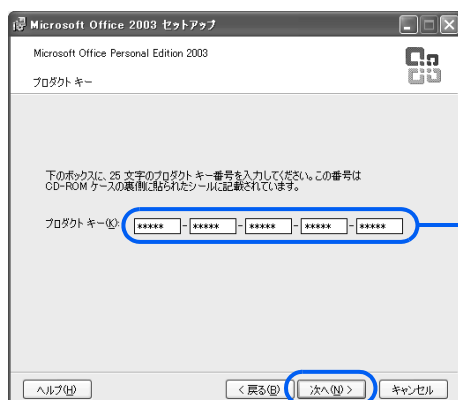 Microsoft Office 2003 セットアップ
Microsoft Office Personal Edition 2003
プロダクト キー
下のボックスに、25 文字のプロダクト キー番号を入力してください。この番号は
CD-ROM ケースの裏側に貼られたシールに記載されています。
プロダクト キー(K): ***** - ***** - ***** - ***** - *****
ヘルプ(H) < 戻る(B) 次へ(N) > キャンセル